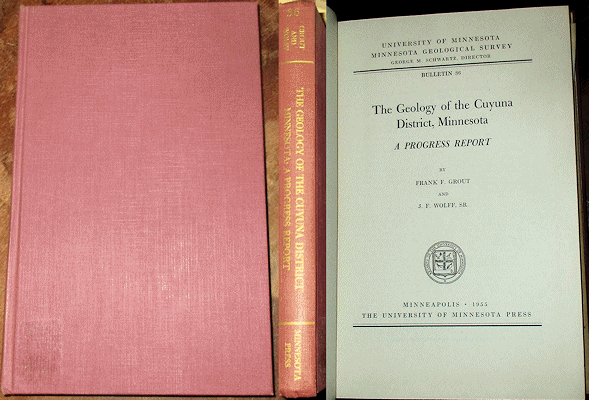 36
GROUT
AND
WOLFF
THE GEOLOGY OF THE CUYUNA DISTRICT
MINNESOTA: A PROGRESS REPORT
MINNESOTA
PRESS
UNIVERSITY OF MINNESOTA
MINNESOTA GEOLOGICAL SURVEY
GEORGE M. SCHWARTZ, DIRECTOR
BULLETIN 36
The Geology of the Cuyuna
District, Minnesota
A PROGRESS REPORT
BY
FRANK F. GROUT
AND
J. F. WOLFF, SR.
MINNEAPOLIS · 1955
THE UNIVERSITY OF MINNESOTA PRESS